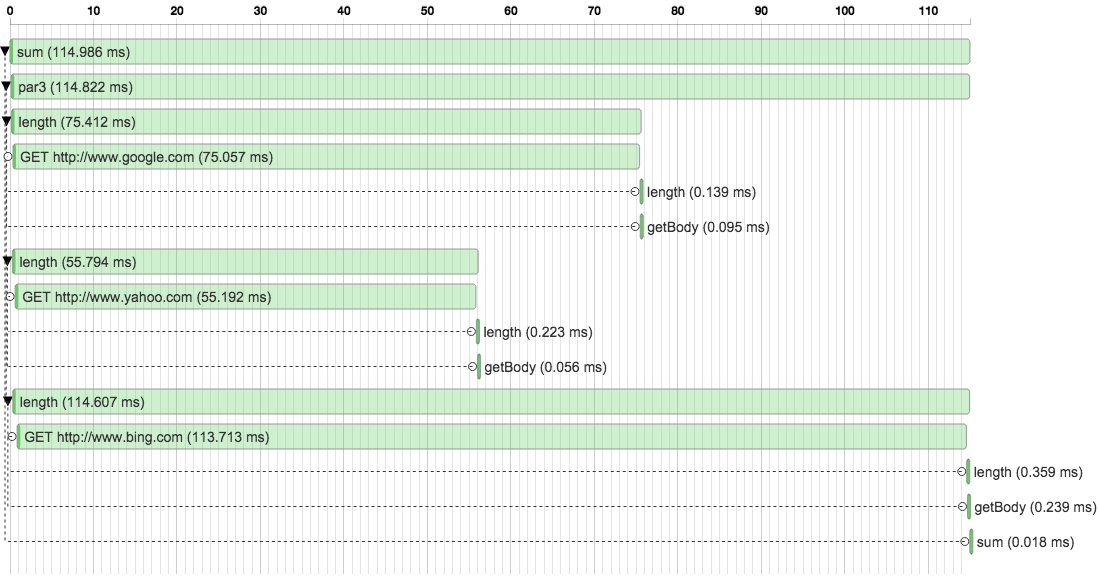 0 10 20 30 40 50 60 70 80 90 100 110
sum (114.986 ms)
par3 (114.822 ms)
length (75.412 ms)
GET http://www.google.com (75.057 ms)
length (0.139 ms)
getBody (0.095 ms)
length (55.794 ms)
GET http://www.yahoo.com (55.192 ms)
length (0.223 ms)
getBody (0.056 ms)
length (114.607 ms)
GET http://www.bing.com (113.713 ms)
length (0.359 ms)
getBody (0.239 ms)
sum (0.018 ms)